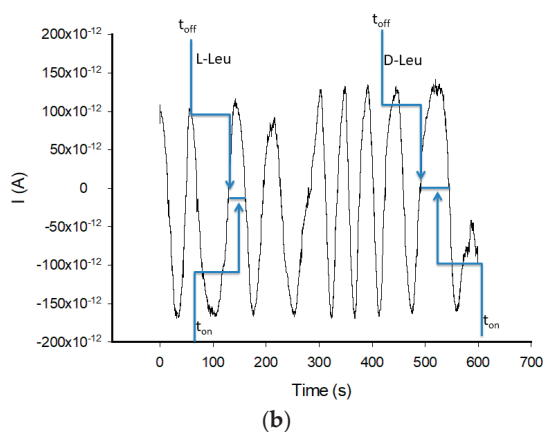 t_off
t_off
L-Leu
D-Leu
200x10^-12
150x10^-12
100x10^-12
50x10^-12
0
-50x10^-12
-100x10^-12
-150x10^-12
-200x10^-12
I (A)
t_on
t_on
0 100 200 300 400 500 600 700
Time (s)
(b)